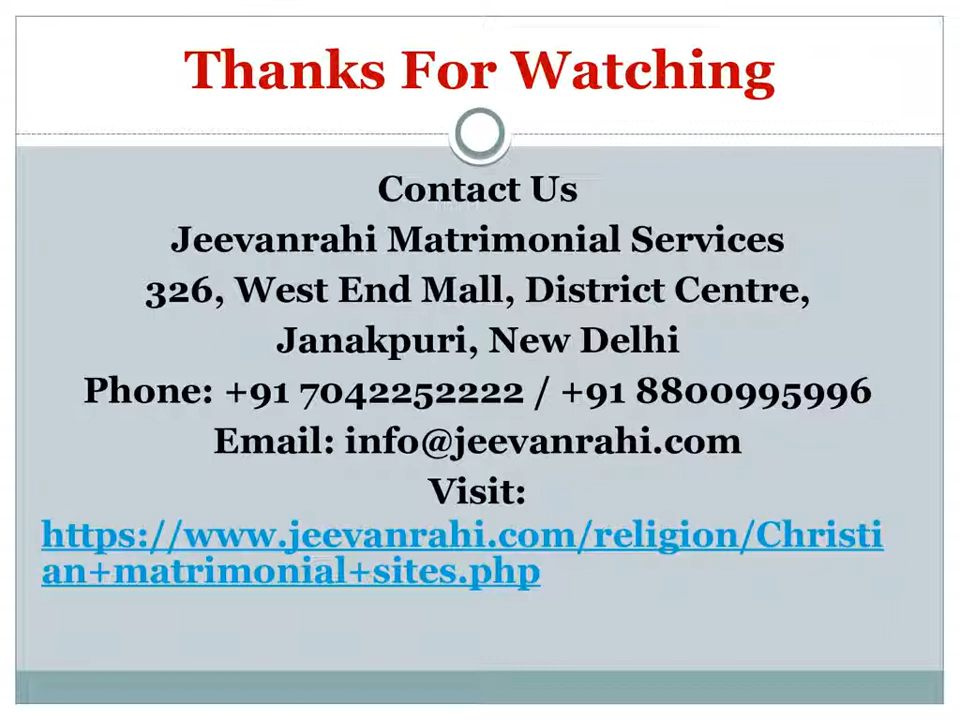 Thanks For Watching
Contact Us
Jeevanrahi Matrimonial Services
326, West End Mall, District Centre,
Janakpuri, New Delhi
Phone: +91 7042252222 / +91 8800995996
Email: info@jeevanrahi.com
Visit:
https://www.jeevanrahi.com/religion/Christi
an+matrimonial+sites.php